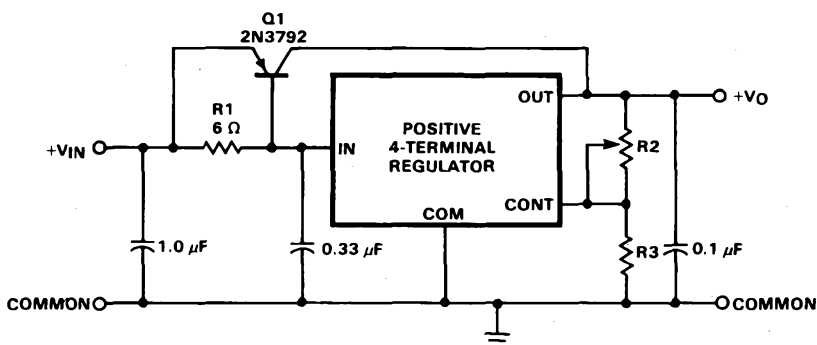 Q1
2N3792
R1
6 Ω
+VIN
IN
POSITIVE
4-TERMINAL
REGULATOR
OUT
+VO
R2
CONT
COM
1.0 µF
0.33 µF
R3
0.1 µF
COMMON
COMMON